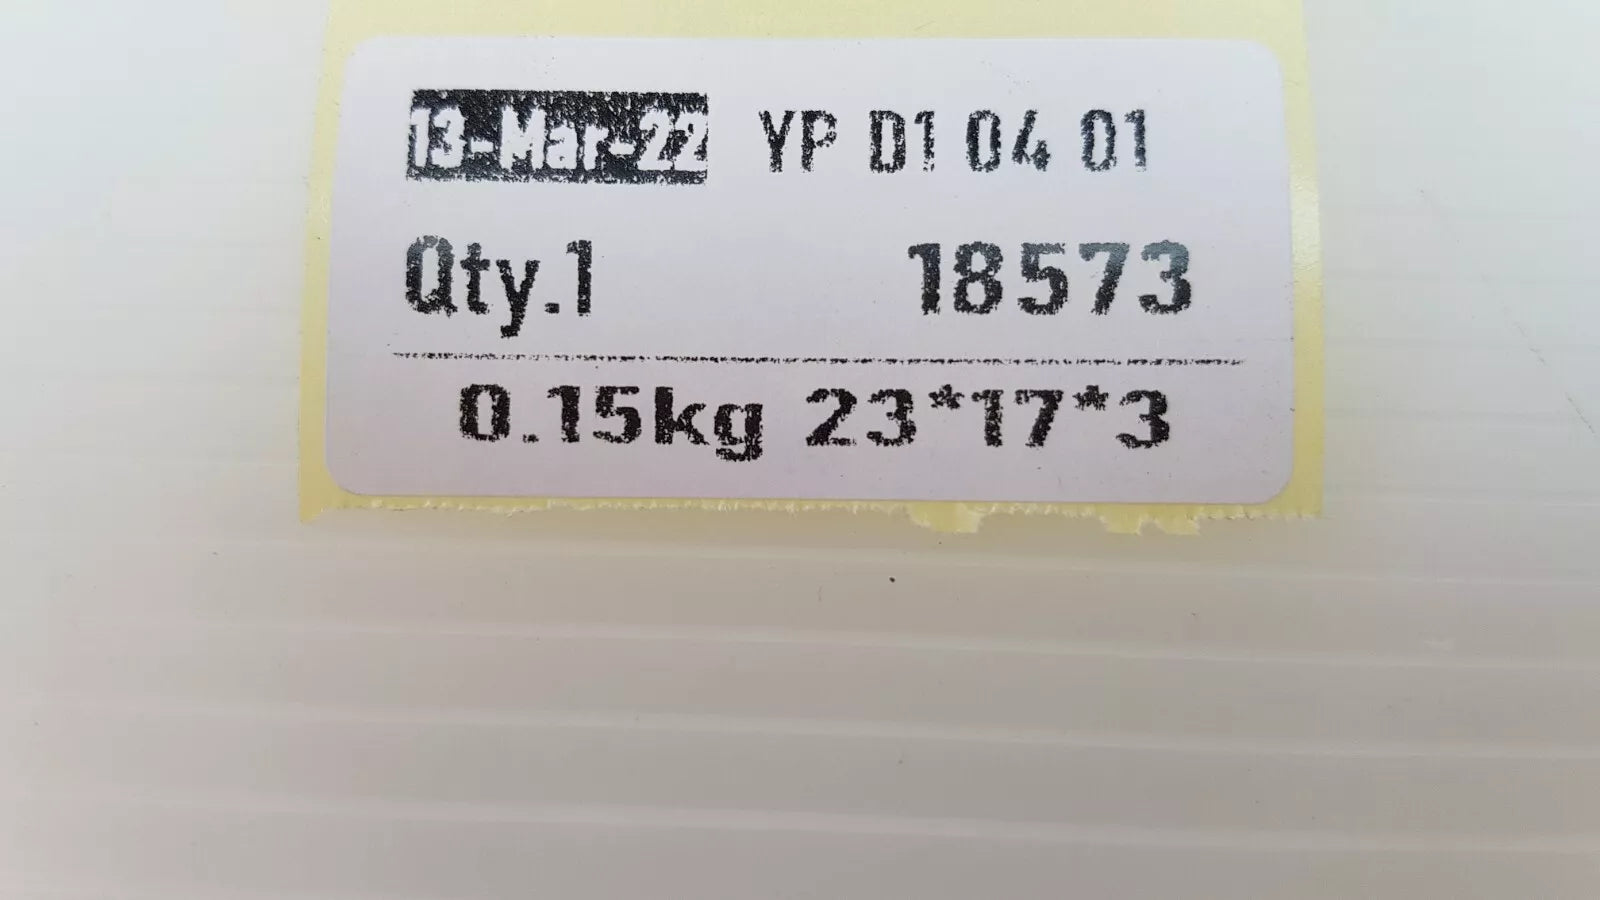 13-Mar-22 YP D1 04 01
Qty.1 18573
0.15kg 23*17*3